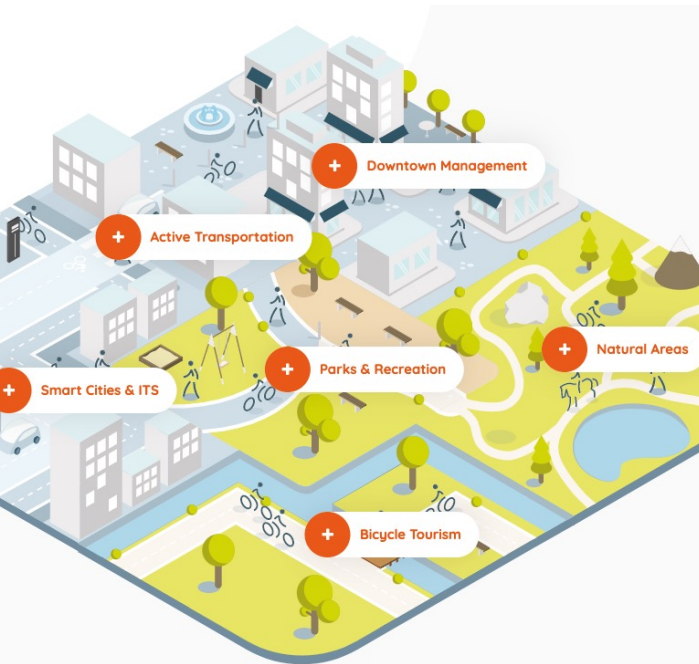 Downtown Management
Active Transportation
Natural Areas
Parks & Recreation
Smart Cities & ITS
Bicycle Tourism